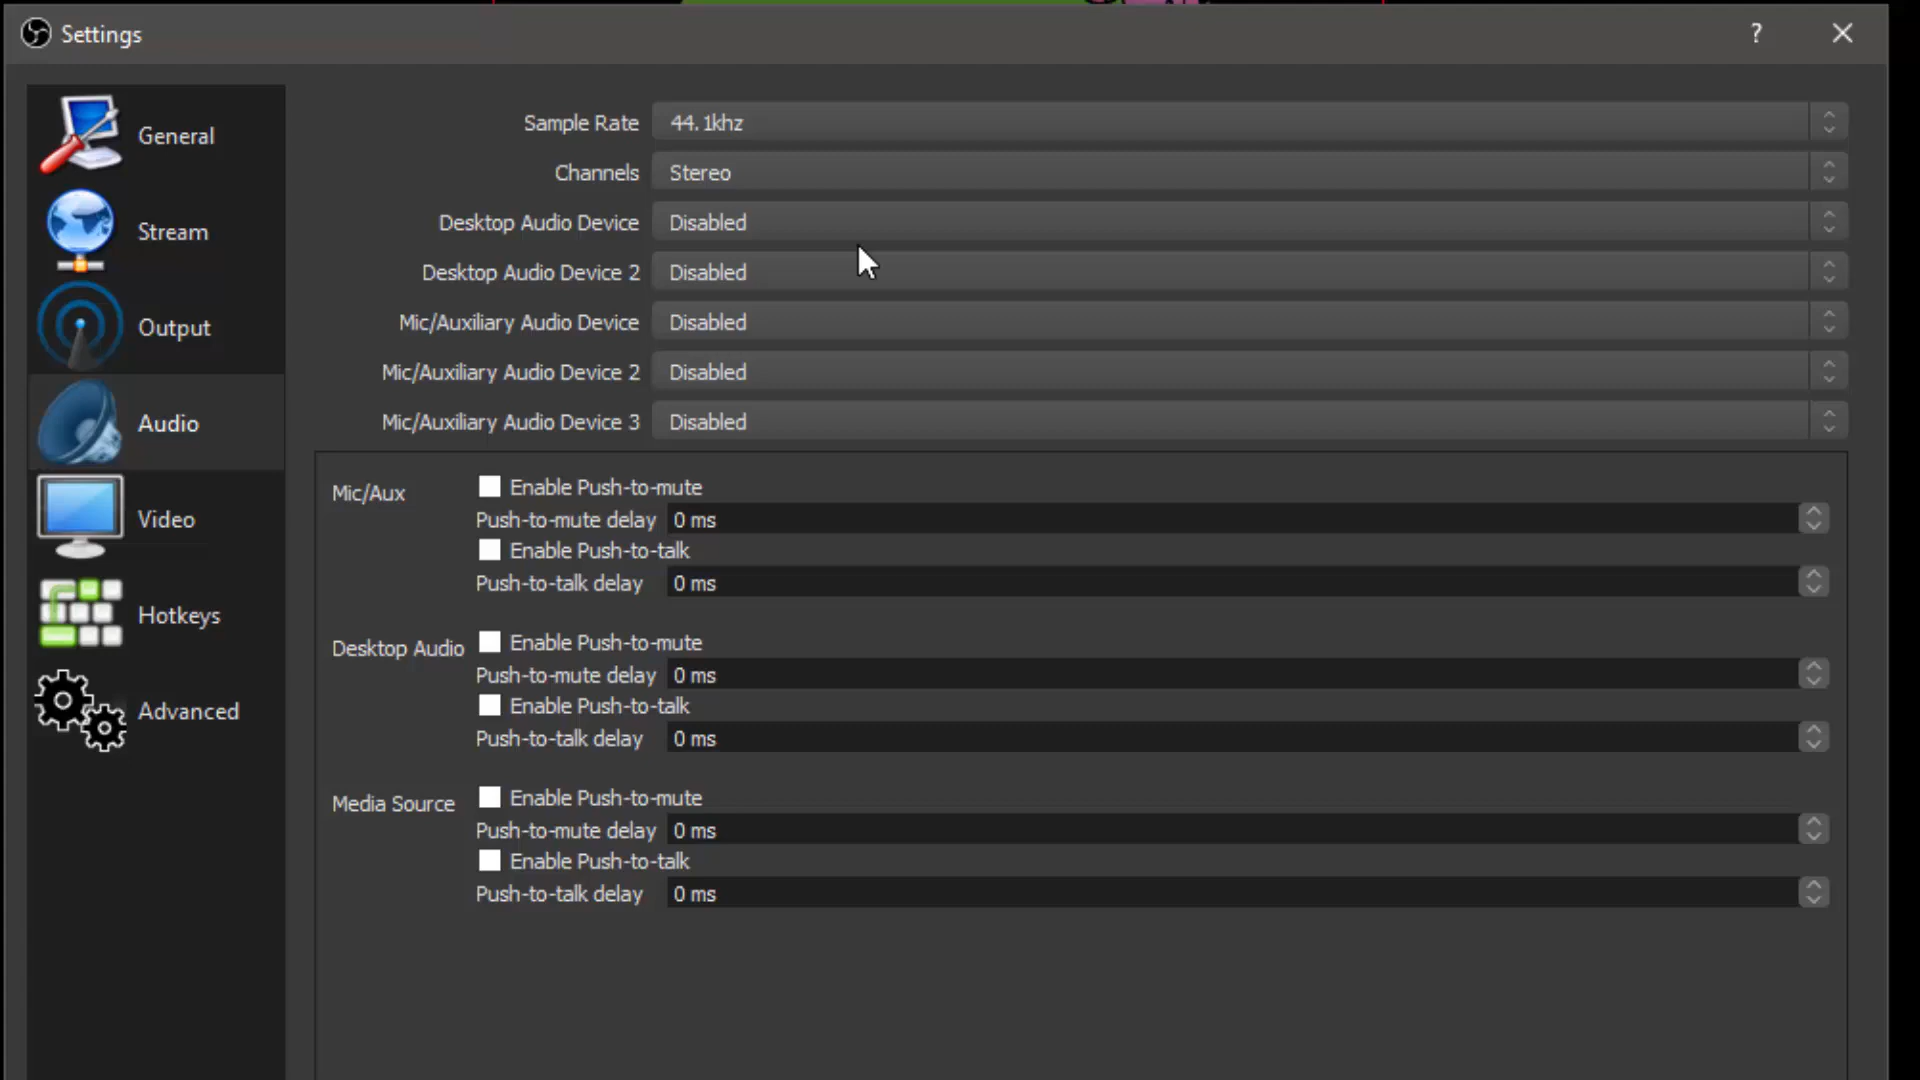 Settings
?
General
Stream
Output
Audio
Video
Hotkeys
Advanced
Sample Rate 44.1khz
Channels Stereo
Desktop Audio Device Disabled
Desktop Audio Device 2 Disabled
Mic/Auxiliary Audio Device Disabled
Mic/Auxiliary Audio Device 2 Disabled
Mic/Auxiliary Audio Device 3 Disabled
Mic/Aux Enable Push-to-mute
Push-to-mute delay 0 ms
Enable Push-to-talk
Push-to-talk delay 0 ms
Desktop Audio Enable Push-to-mute
Push-to-mute delay 0 ms
Enable Push-to-talk
Push-to-talk delay 0 ms
Media Source Enable Push-to-mute
Push-to-mute delay 0 ms
Enable Push-to-talk
Push-to-talk delay 0 ms